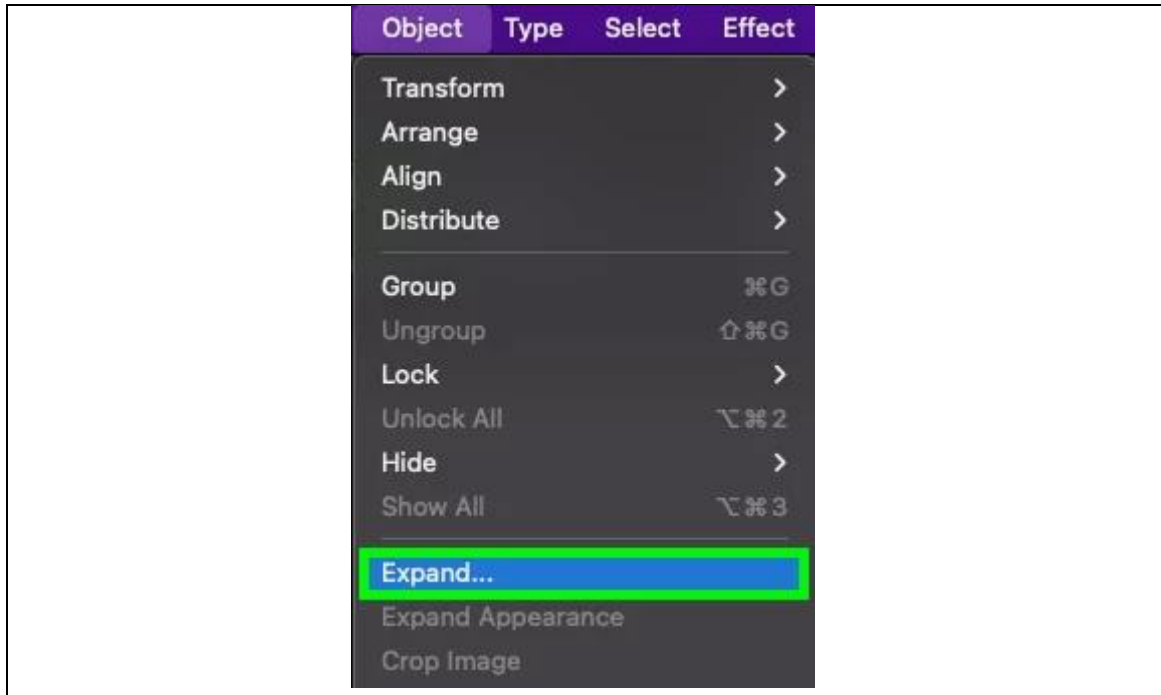 Object Type Select Effect
Transform >
Arrange >
Align >
Distribute >
Group ⌘G
Ungroup ⇧⌘G
Lock >
Unlock All ⌥⌘2
Hide >
Show All ⌥⌘3
Expand...
Expand Appearance
Crop Image